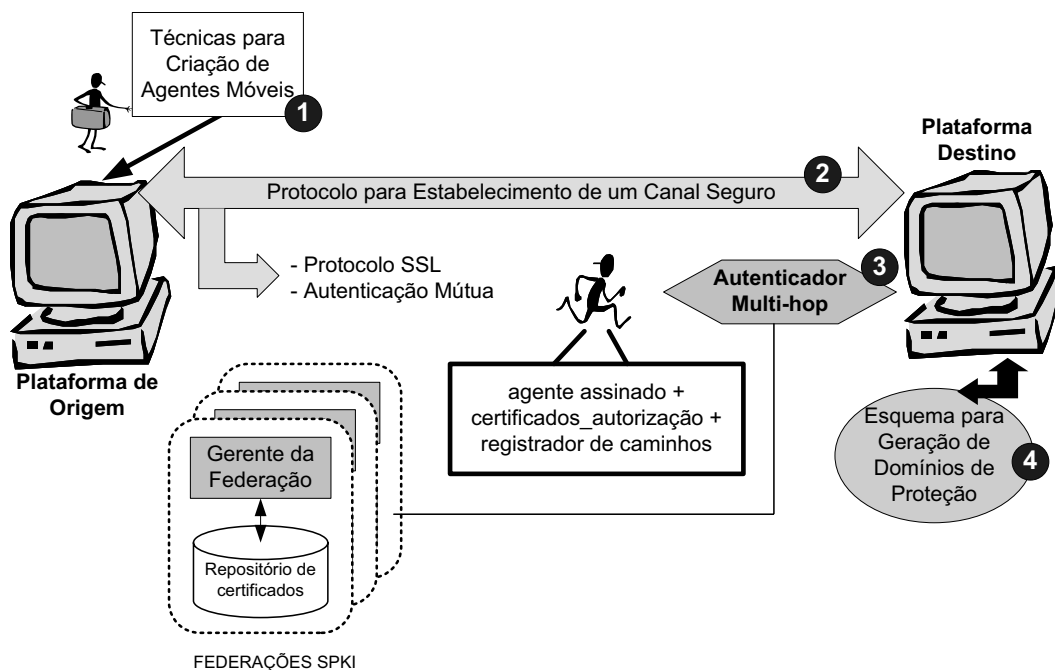 Técnicas para
Criação de
Agentes Móveis
1
Plataforma
Destino
2
Protocolo para Estabelecimento de um Canal Seguro
- Protocolo SSL
- Autenticação Mútua
3
Autenticador
Multi-hop
Plataforma de
Origem
agente assinado +
certificados_autorização +
registrador de caminhos
Esquema para
Geração de
Domínios de
Proteção
4
Gerente da
Federação
Repositório de
certificados
FEDERAÇÕES SPKI